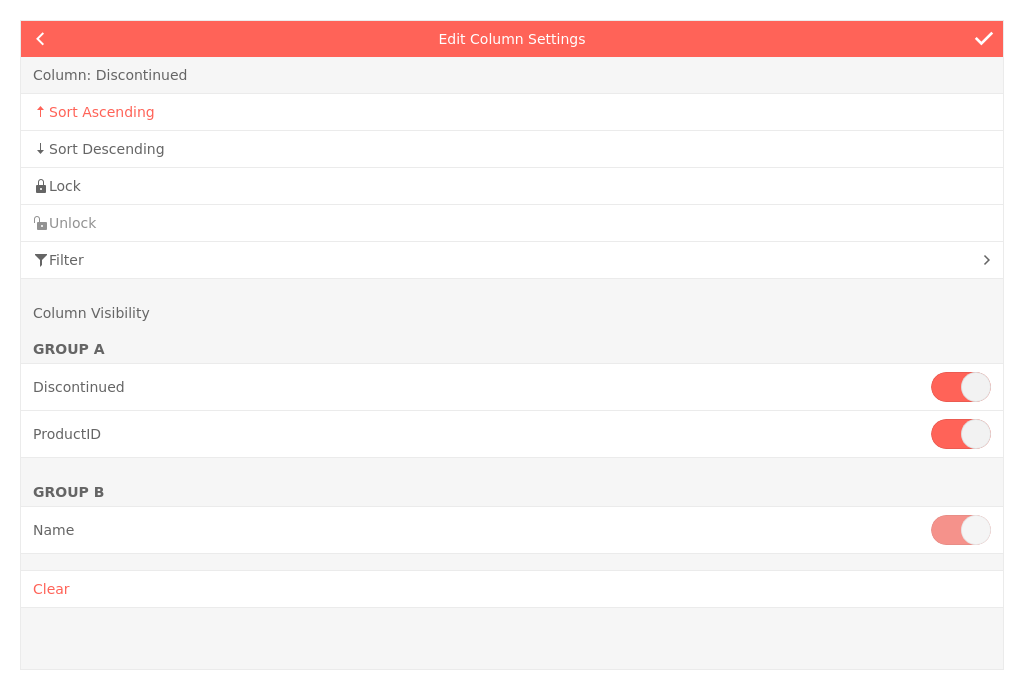 Edit Column Settings
Column: Discontinued
Sort Ascending
Sort Descending
Lock
Unlock
Filter
Column Visibility
GROUP A
Discontinued
ProductID
GROUP B
Name
Clear